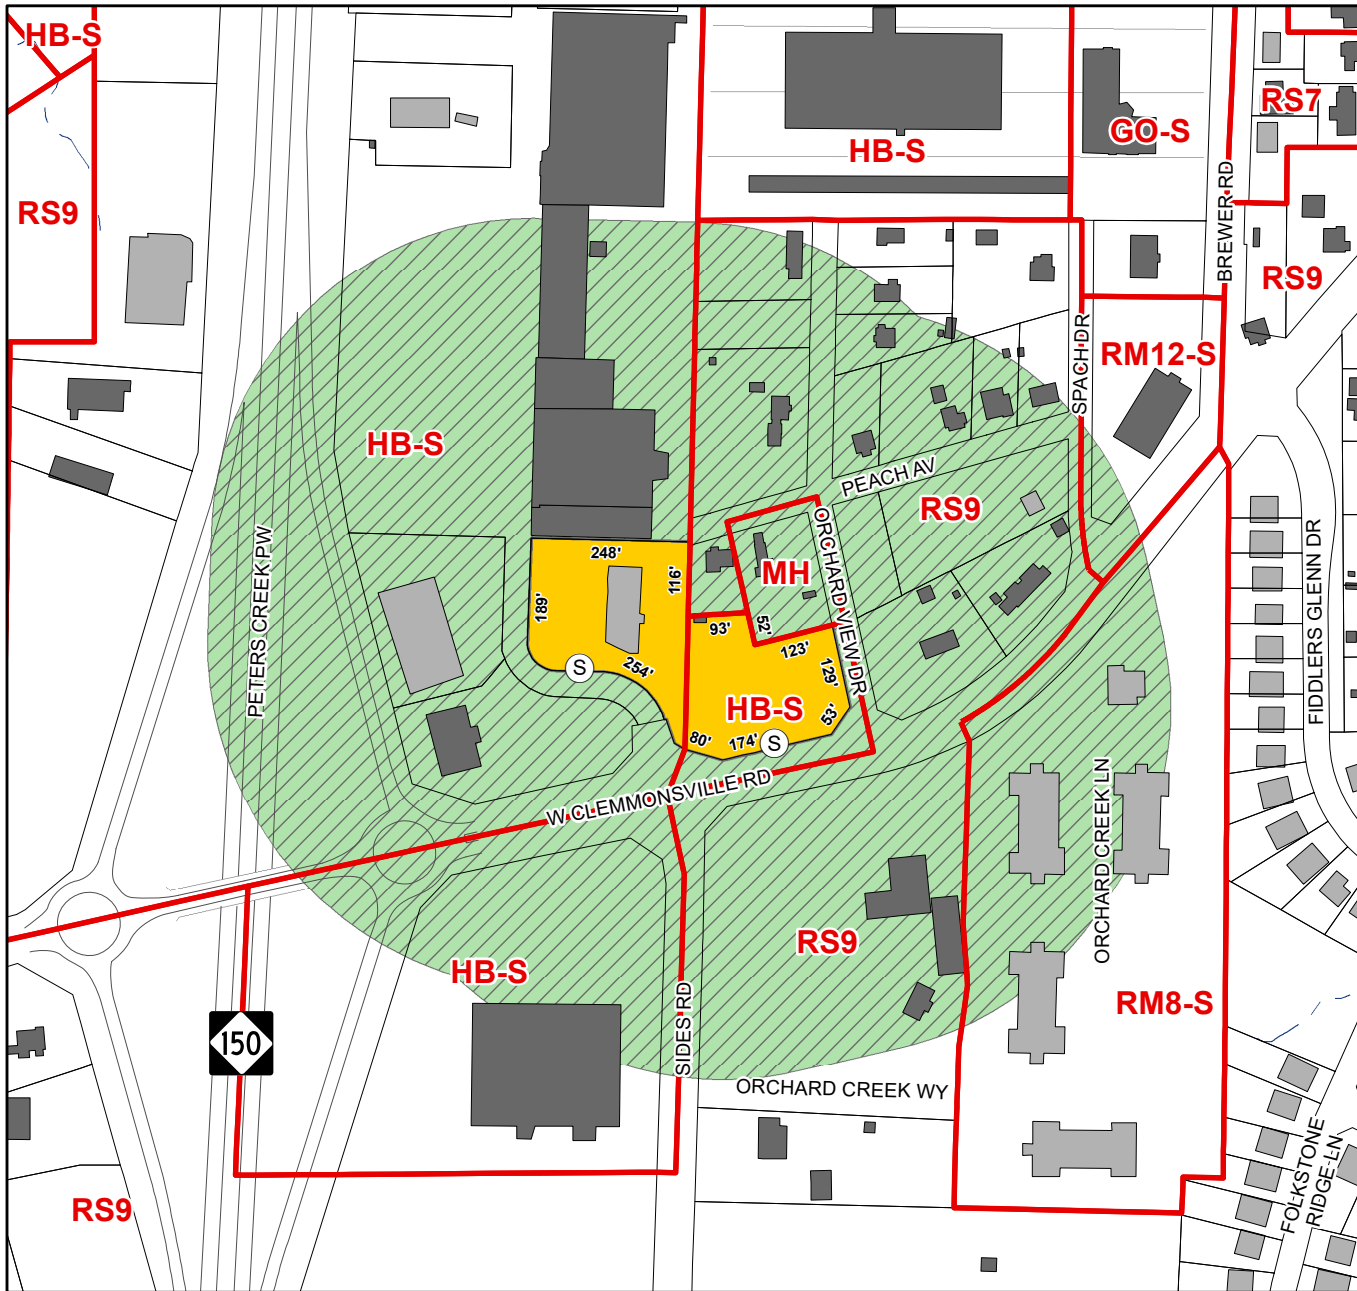 HB-S
RS7
GO-S
HB-S
BREWER RD
RS9
RS9
SPACH DR
RM12-S
HB-S
PEACH AV
RS9
ORCHARD VIEW DR
PETERS CREEK PW
FIDDLERS GLENN DR
248'
116'
MH
189'
93'
52'
123'
254'
S
129'
HB-S
53'
80'
174'
S
W CLEMMONSVILLE RD
ORCHARD CREEK LN
RS9
HB-S
RM8-S
150
SIDES RD
ORCHARD CREEK WY
FOLKSTONE
RIDGE LN
RS9